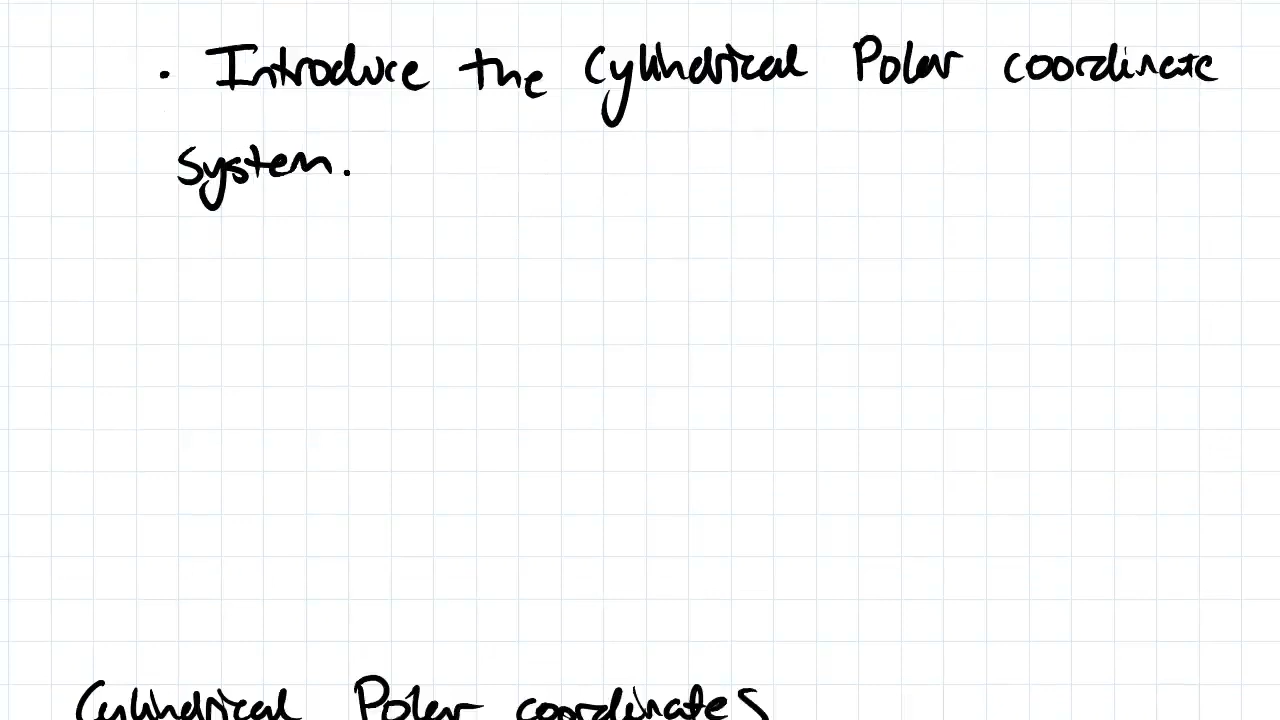 · Introduce the Cylindrical Polar coordinate
system.
Cylindrical Polar coordinates